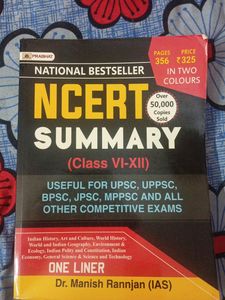 PRABHAT
PAGES 356
PRICE ₹325
IN TWO COLOURS
NATIONAL BESTSELLER
NCERT
Over 50,000 Copies Sold
SUMMARY
(Class VI-XII)
USEFUL FOR UPSC, UPPSC,
BPSC, JPSC, MPPSC AND ALL
OTHER COMPETITIVE EXAMS
Indian History, Art and Culture, World History,
World and Indian Geography, Environment &
Ecology, Indian Polity and Constitution, Indian
Economy, General Science & Science and Technology
ONE LINER
Dr. Manish Rannjan (IAS)